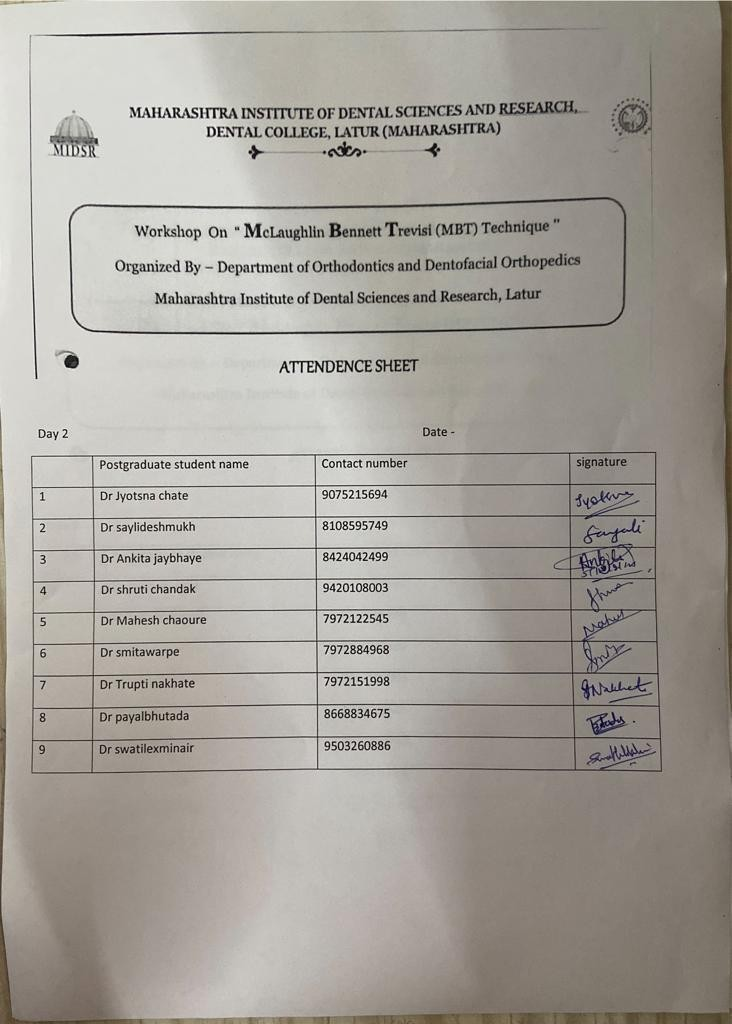 MAHARASHTRA INSTITUTE OF DENTAL SCIENCES AND RESEARCH,
DENTAL COLLEGE, LATUR (MAHARASHTRA)
MIDSR
Workshop On " McLaughlin Bennett Trevisi (MBT) Technique "
Organized By – Department of Orthodontics and Dentofacial Orthopedics
Maharashtra Institute of Dental Sciences and Research, Latur
ATTENDENCE SHEET
Day 2 Date -
Postgraduate student name Contact number signature
1 Dr Jyotsna chate 9075215694 Jyotsna
2 Dr saylideshmukh 8108595749
3 Dr Ankita jaybhaye 8424042499
4 Dr shruti chandak 9420108003
5 Dr Mahesh chaoure 7972122545
6 Dr smitawarpe 7972884968
7 Dr Trupti nakhate 7972151998
8 Dr payalbhutada 8668834675
9 Dr swatilexminair 9503260886